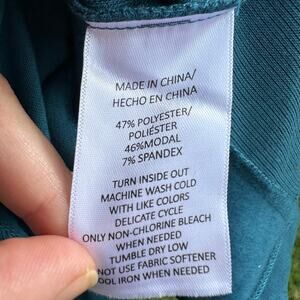 MADE IN CHINA/
HECHO EN CHINA
47% POLYESTER/
POLIÉSTER
46%MODAL
7% SPANDEX
TURN INSIDE OUT
MACHINE WASH COLD
WITH LIKE COLORS
DELICATE CYCLE
ONLY NON-CHLORINE BLEACH
WHEN NEEDED
TUMBLE DRY LOW
NOT USE FABRIC SOFTENER
OOL IRON WHEN NEEDED